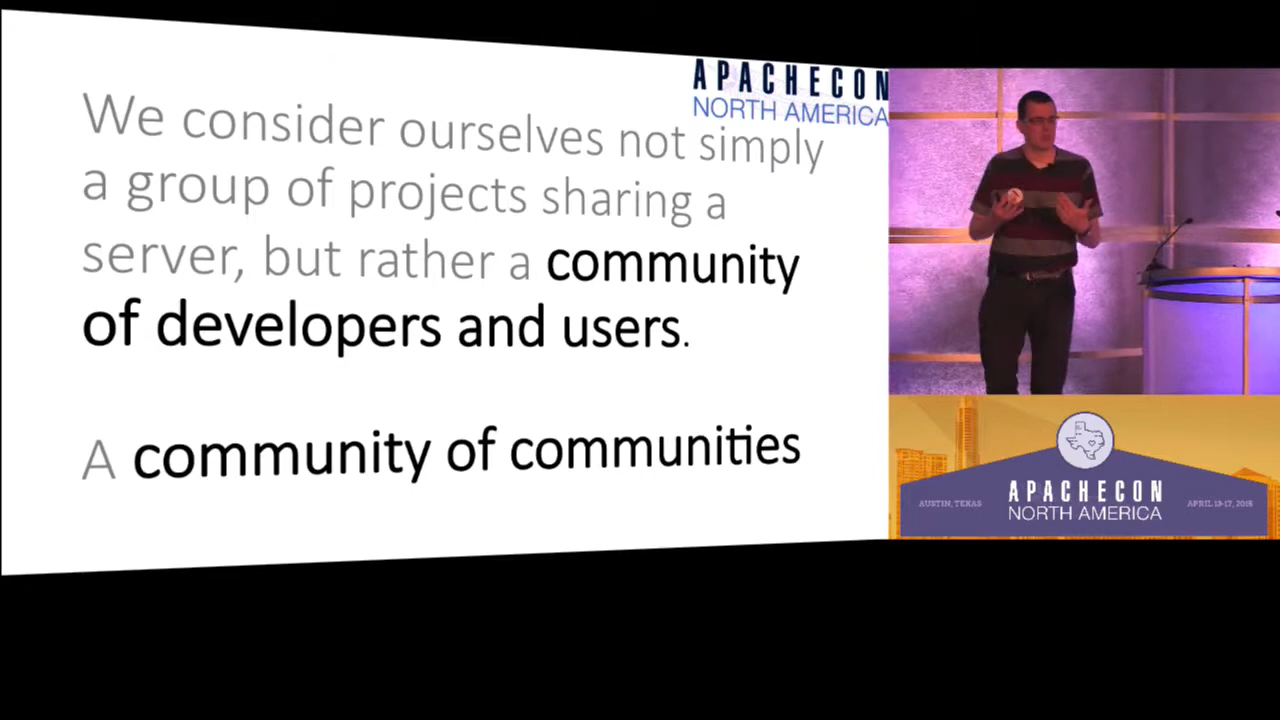 APACHECON
NORTH AMERICA
We consider ourselves not simply
a group of projects sharing a
server, but rather a community
of developers and users.
A community of communities
AUSTIN, TEXAS
APACHECON
NORTH AMERICA
APRIL 13-17, 2015